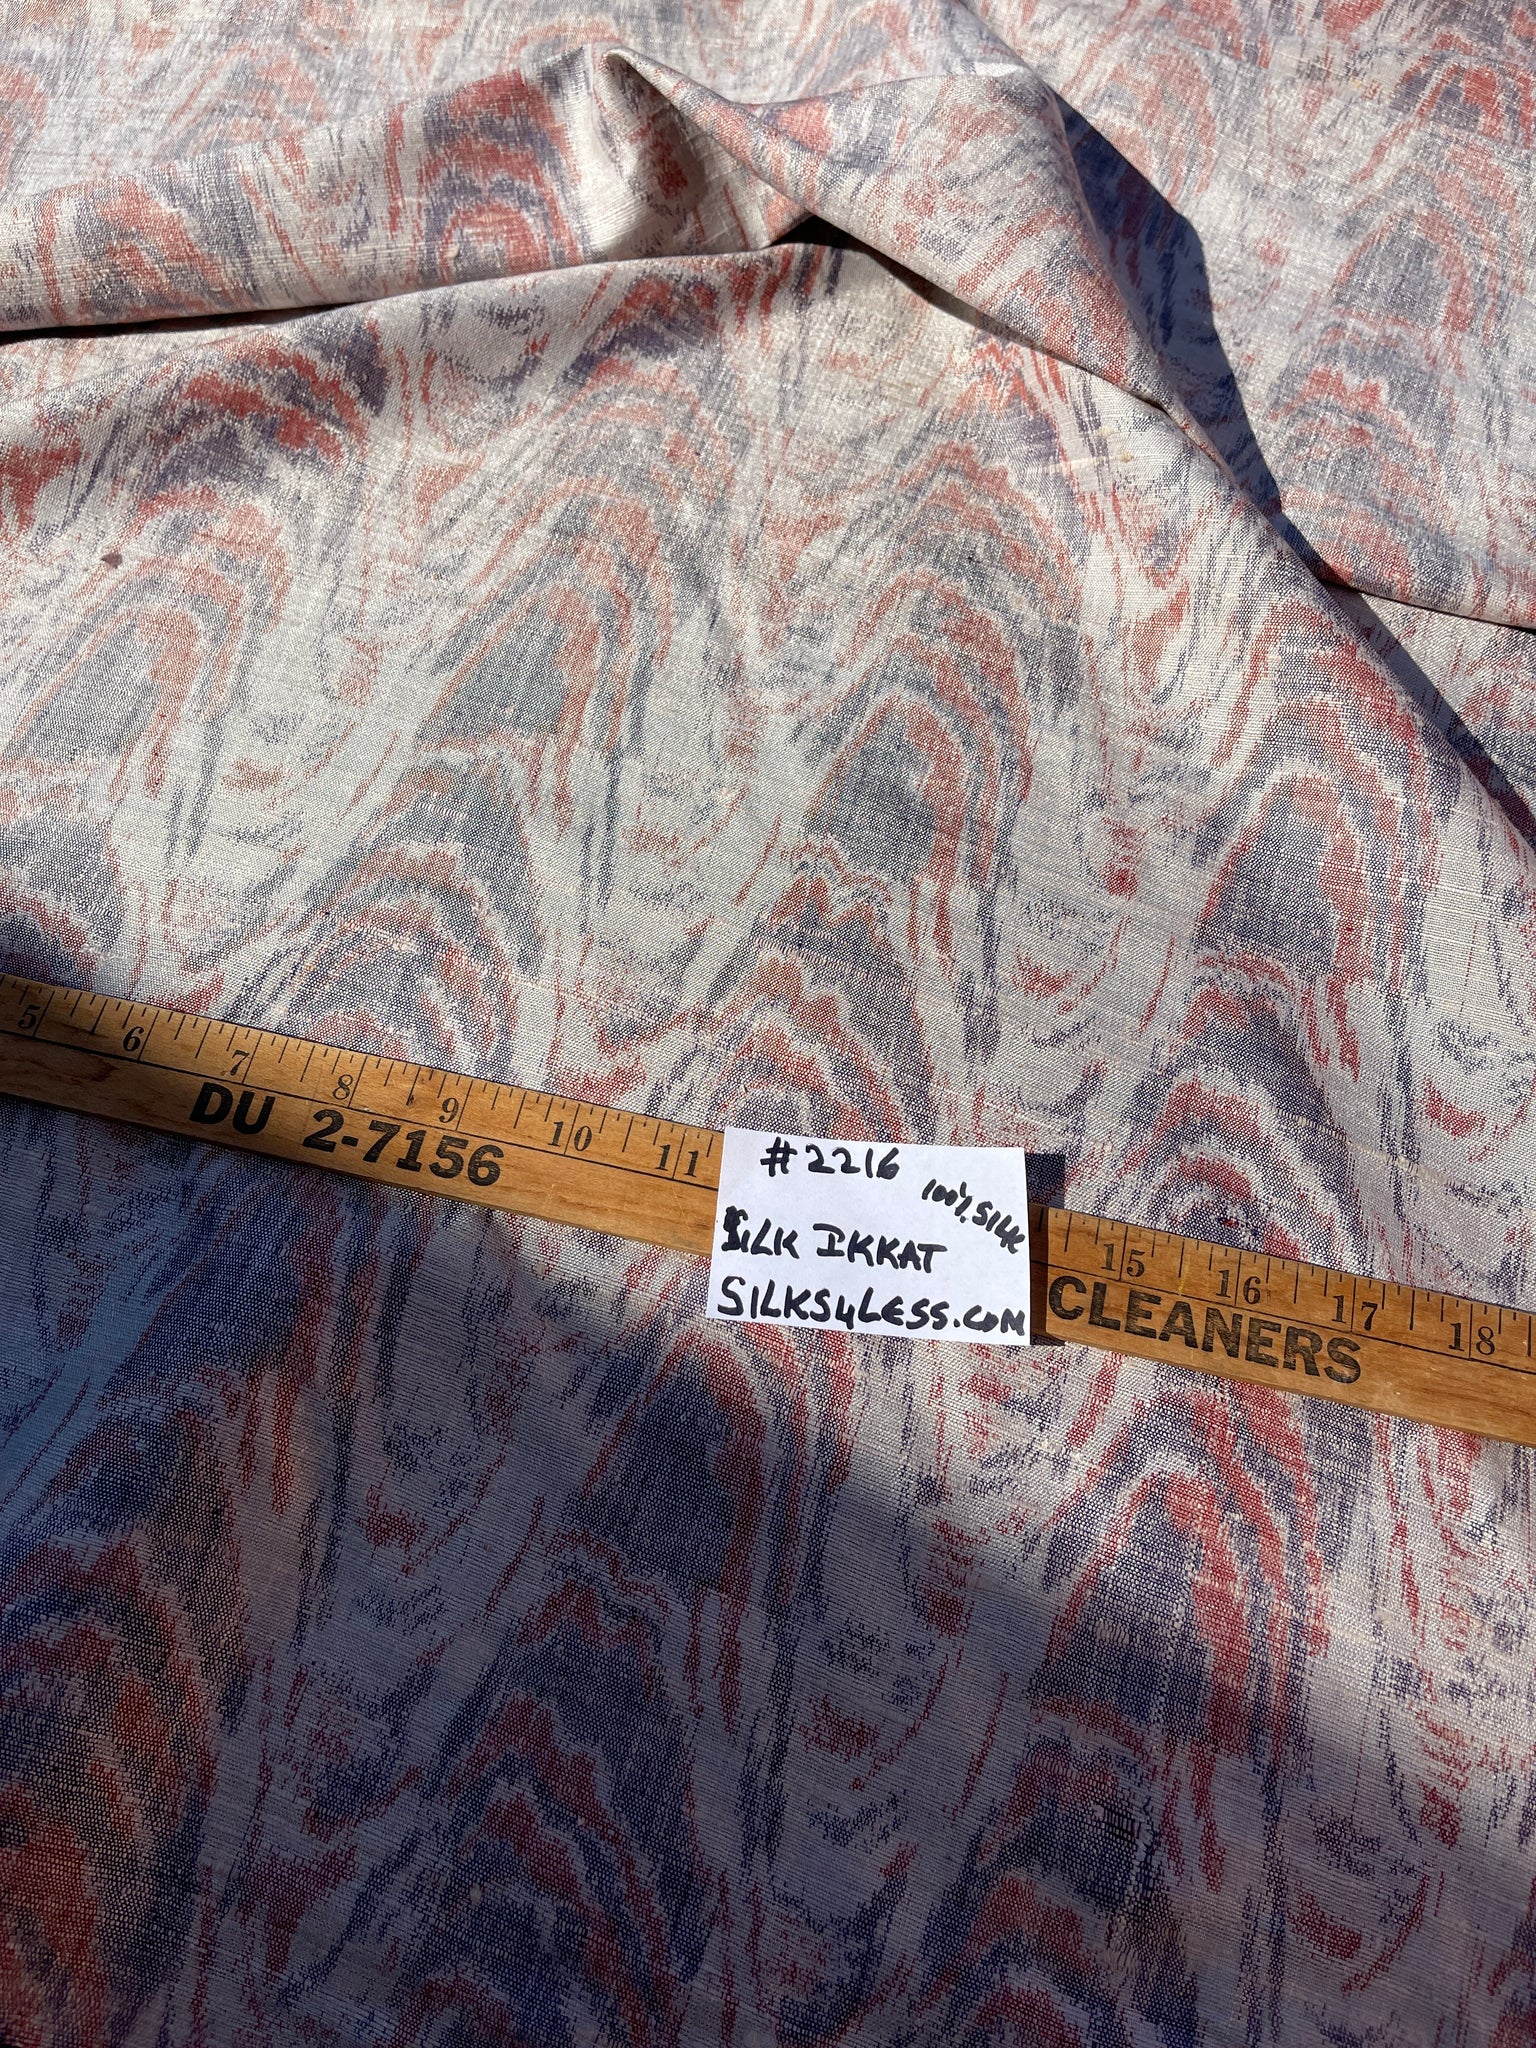 5 6 7 8 9 10 11 15 16 17 18
DU 2-7156 CLEANERS
#2216
100% SILK
SILK IKKAT
SILKS4LESS.COM